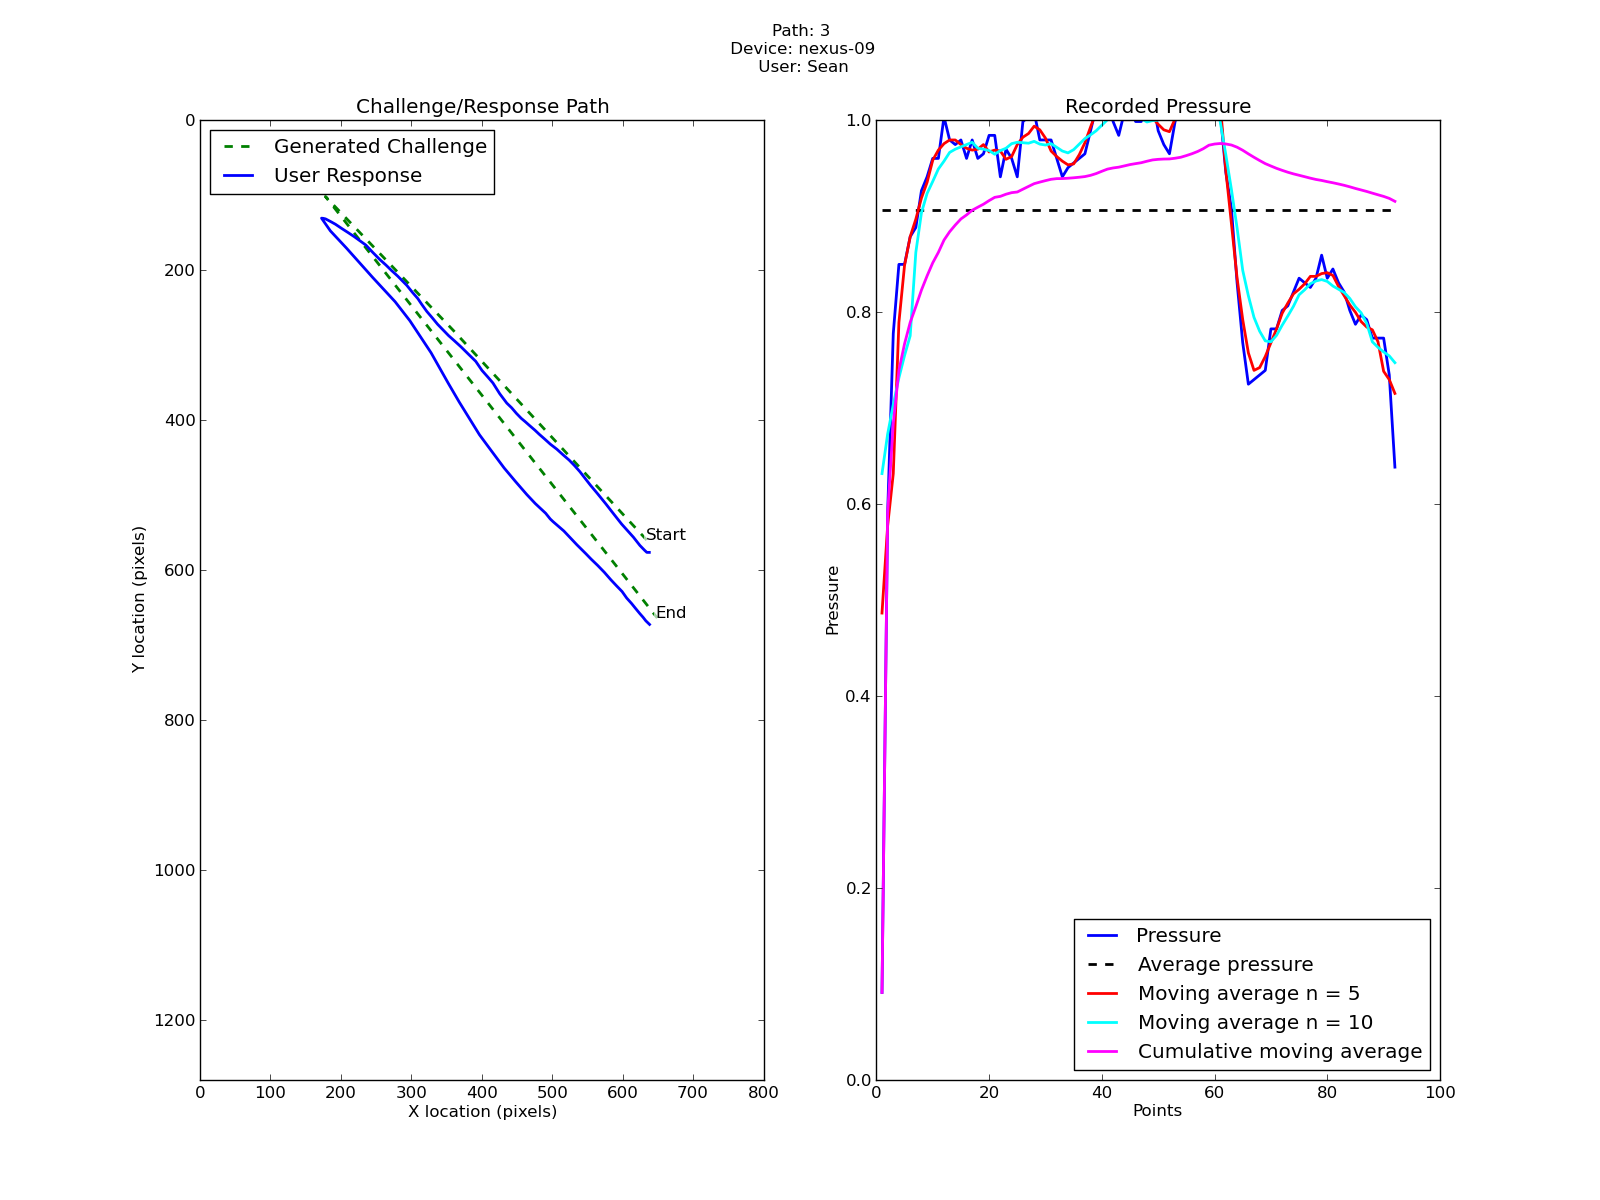 Path: 3
Device: nexus-09
User: Sean
Challenge/Response Path
Generated Challenge
User Response
Start
End
0
200
400
600
800
1000
1200
Y location (pixels)
0 100 200 300 400 500 600 700 800
X location (pixels)
Recorded Pressure
1.0
0.8
0.6
0.4
0.2
0.0
Pressure
Pressure
Average pressure
Moving average n = 5
Moving average n = 10
Cumulative moving average
0 20 40 60 80 100
Points